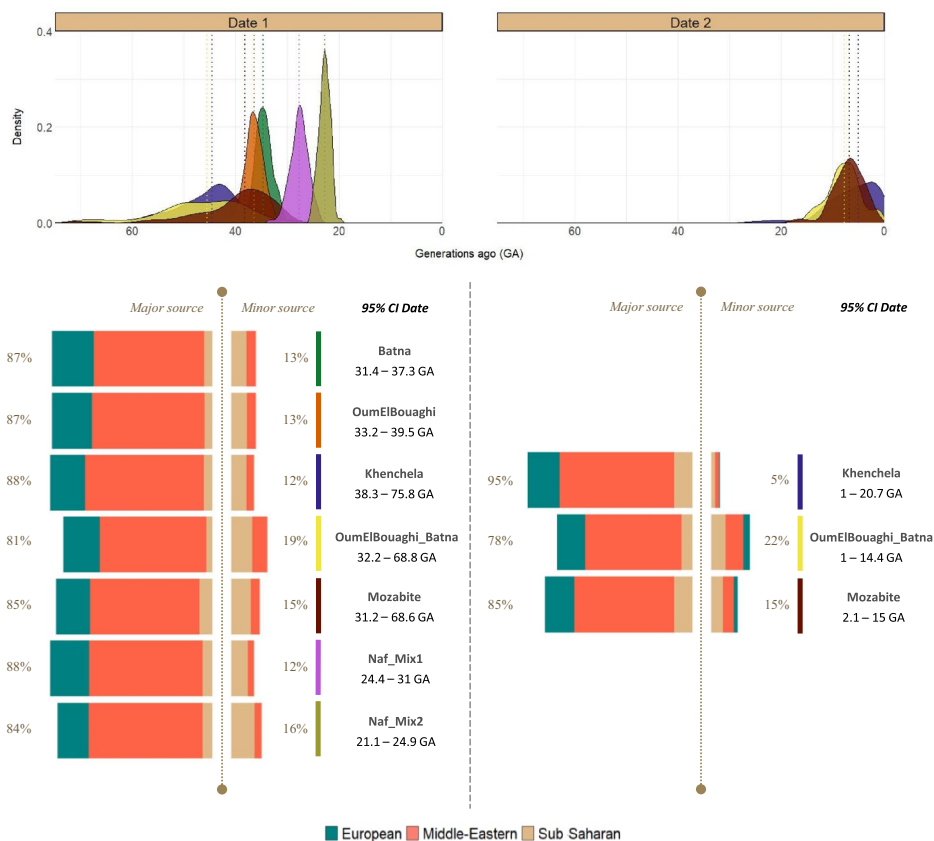 Date 1
Date 2
0.4
0.2
0.0
Density
60
40
20
0
60
40
20
0
Generations ago (GA)
Major source
Minor source
95% CI Date
Major source
Minor source
95% CI Date
87%
13%
Batna
31.4 – 37.3 GA
87%
13%
OumElBouaghi
33.2 – 39.5 GA
88%
12%
Khenchela
38.3 – 75.8 GA
95%
5%
Khenchela
1 – 20.7 GA
81%
19%
OumElBouaghi_Batna
32.2 – 68.8 GA
78%
22%
OumElBouaghi_Batna
1 – 14.4 GA
85%
15%
Mozabite
31.2 – 68.6 GA
85%
15%
Mozabite
2.1 – 15 GA
88%
12%
Naf_Mix1
24.4 – 31 GA
84%
16%
Naf_Mix2
21.1 – 24.9 GA
European
Middle-Eastern
Sub Saharan